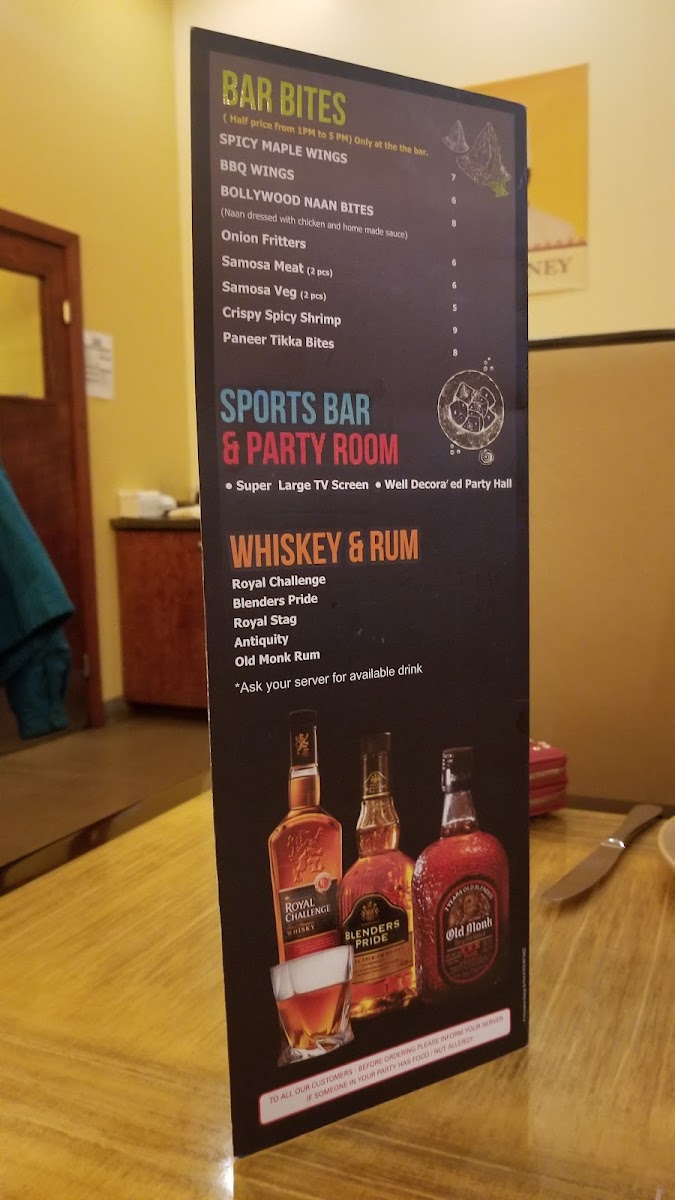 BAR BITES
( Half price from 1PM to 5 PM) Only at the the bar.
SPICY MAPLE WINGS 7
BBQ WINGS 6
BOLLYWOOD NAAN BITES 8
(Naan dressed with chicken and home made sauce)
Onion Fritters 6
Samosa Meat (2 pcs) 6
Samosa Veg (2 pcs) 5
Crispy Spicy Shrimp 9
Paneer Tikka Bites 8
SPORTS BAR
& PARTY ROOM
• Super Large TV Screen • Well Decora'ed Party Hall
WHISKEY & RUM
Royal Challenge
Blenders Pride
Royal Stag
Antiquity
Old Monk Rum
*Ask your server for available drink
ROYAL
CHALLENGE
WHISKY
BLENDERS
PRIDE
7 YEARS OLD BLENDED
Old Monk
TO ALL OUR CUSTOMERS - BEFORE ORDERING PLEASE INFORM YOUR SERVER
IF SOMEONE IN YOUR PARTY HAS FOOD / NUT ALLERGY
NEY